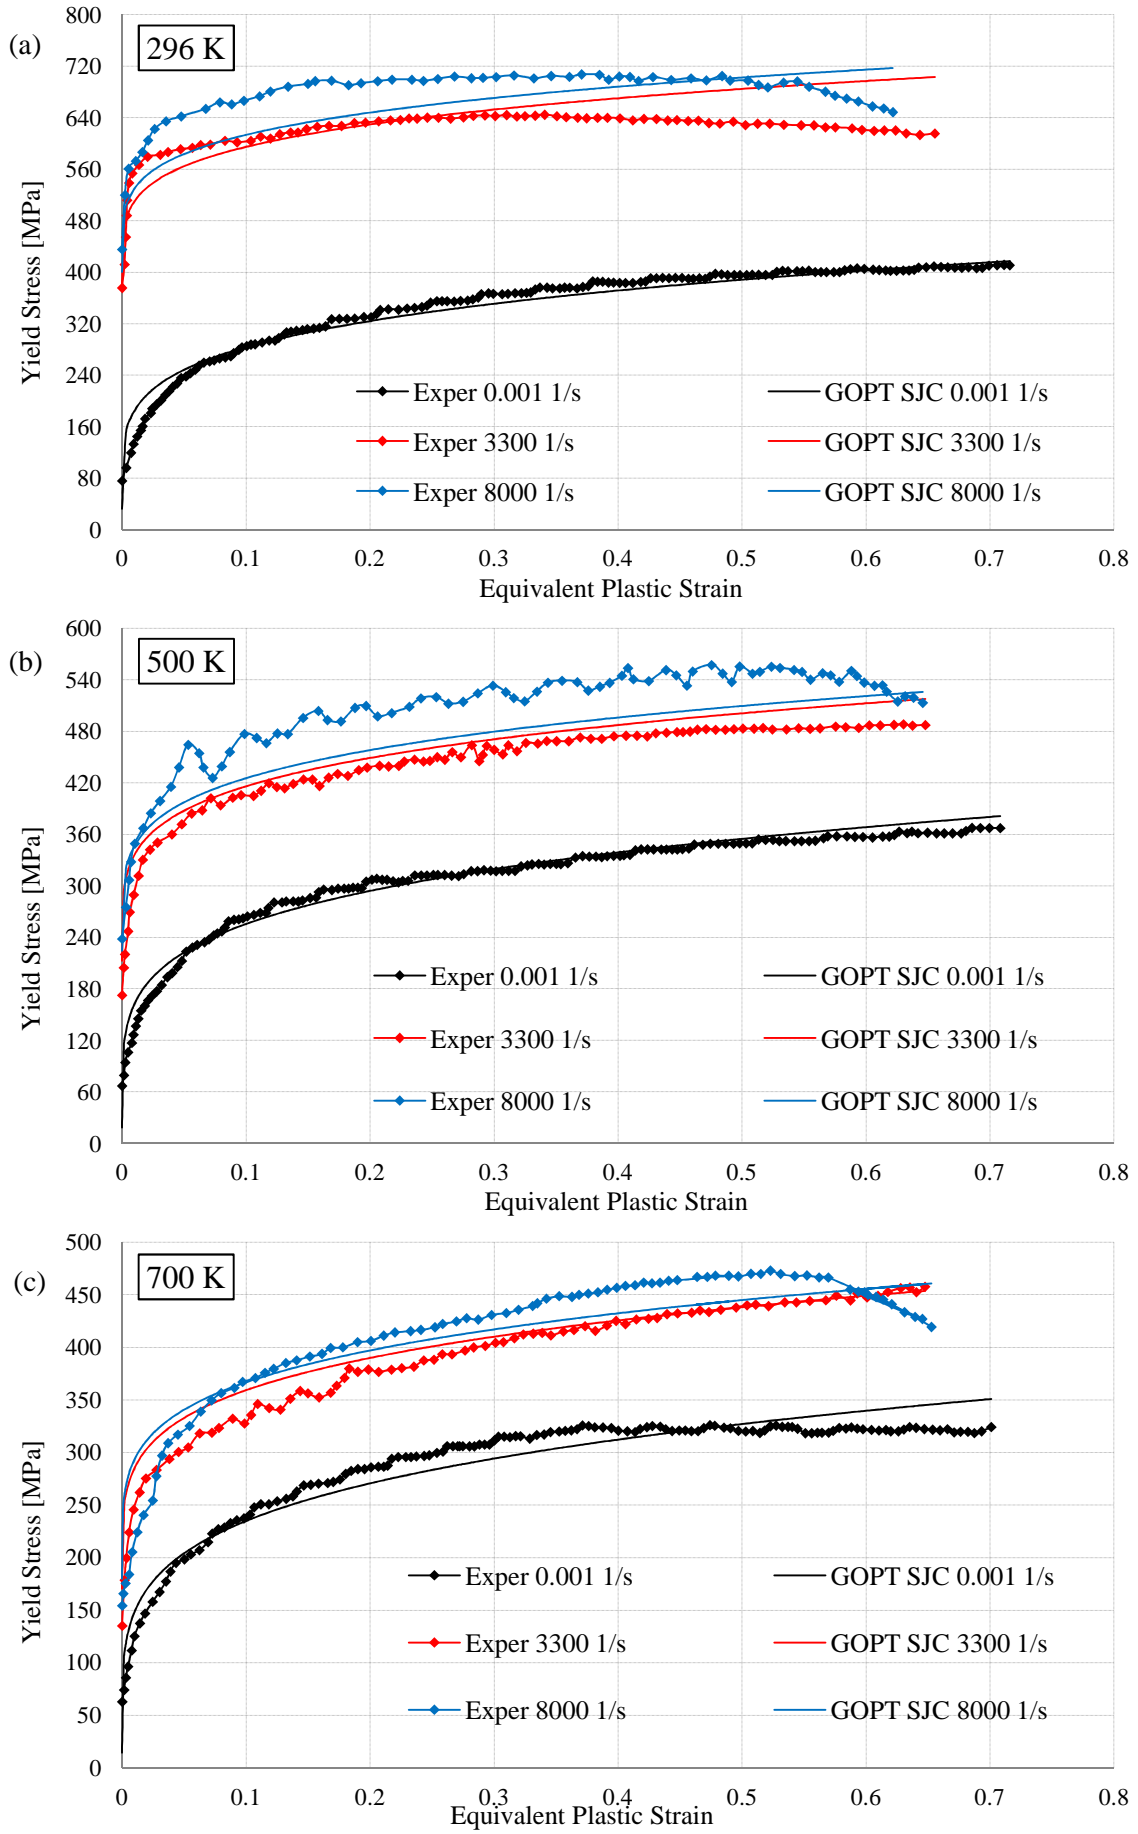 (a)
296 K
800
720
640
560
480
400
320
240
160
80
0
Yield Stress [MPa]
Exper 0.001 1/s
GOPT SJC 0.001 1/s
Exper 3300 1/s
GOPT SJC 3300 1/s
Exper 8000 1/s
GOPT SJC 8000 1/s
0 0.1 0.2 0.3 0.4 0.5 0.6 0.7 0.8
Equivalent Plastic Strain
(b)
500 K
600
540
480
420
360
300
240
180
120
60
0
Yield Stress [MPa]
Exper 0.001 1/s
GOPT SJC 0.001 1/s
Exper 3300 1/s
GOPT SJC 3300 1/s
Exper 8000 1/s
GOPT SJC 8000 1/s
0 0.1 0.2 0.3 0.4 0.5 0.6 0.7 0.8
Equivalent Plastic Strain
(c)
700 K
500
450
400
350
300
250
200
150
100
50
0
Yield Stress [MPa]
Exper 0.001 1/s
GOPT SJC 0.001 1/s
Exper 3300 1/s
GOPT SJC 3300 1/s
Exper 8000 1/s
GOPT SJC 8000 1/s
0 0.1 0.2 0.3 0.4 0.5 0.6 0.7 0.8
Equivalent Plastic Strain